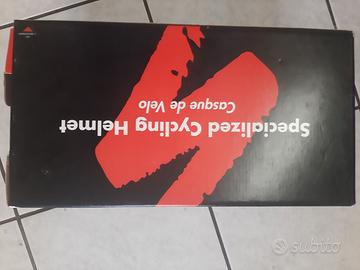 Specialized Cycling Helmet
Casque de Velo
subito